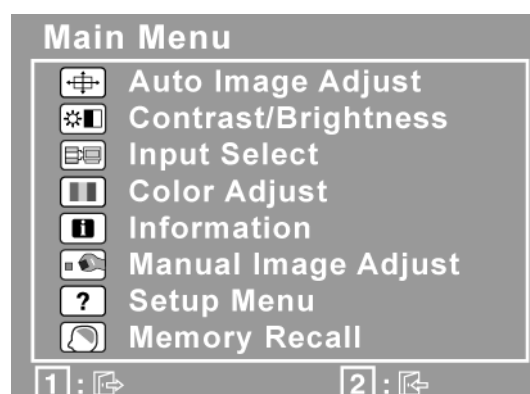 Main Menu
Auto Image Adjust
Contrast/Brightness
Input Select
Color Adjust
i Information
Manual Image Adjust
? Setup Menu
Memory Recall
1 : 2 :